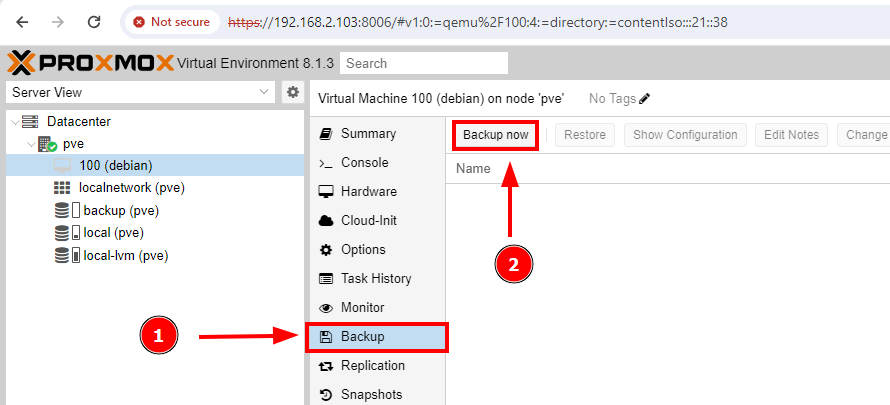 Not secure https://192.168.2.103:8006/#v1:0:=qemu%2F100:4:=directory:=contentIso:::21::38
PROXMOX Virtual Environment 8.1.3 Search
Server View
Virtual Machine 100 (debian) on node 'pve' No Tags
Datacenter
pve
100 (debian)
localnetwork (pve)
backup (pve)
local (pve)
local-lvm (pve)
Summary
Console
Hardware
Cloud-Init
Options
Task History
Monitor
Backup
Replication
Snapshots
Backup now Restore Show Configuration Edit Notes Change
Name
1
2